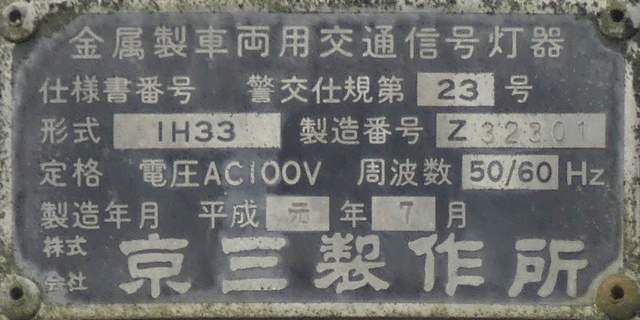 金属製車両用交通信号灯器
仕様書番号 警交仕規第 23 号
形式 1H33 製造番号 Z32301
定格 電圧AC100V 周波数 50/60 Hz
製造年月 平成 元 年 7 月
株式会社 京三製作所